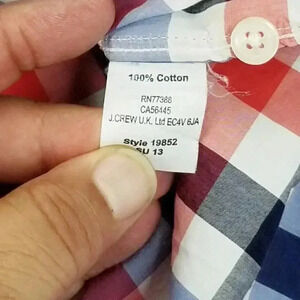 100% Cotton
RN77388
CA56445
J.CREW U.K. Ltd EC4V 6JA
Style 19852
SU 13